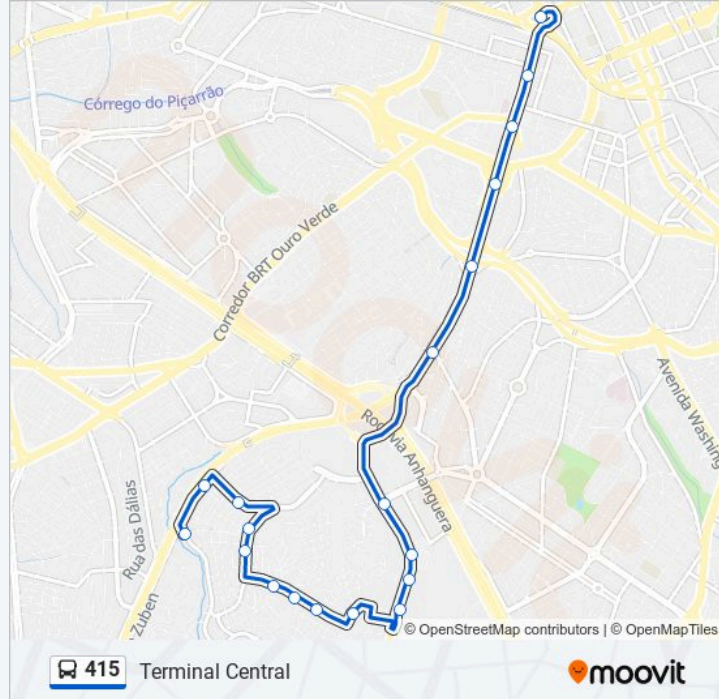 Córrego do Piçarrão
Corredor BRT Ouro Verde
Avenida Washing
Rodovia Anhanguera
Rua das Dálias
Zuben
© OpenStreetMap contributors | © OpenMapTiles
415 Terminal Central
moovit